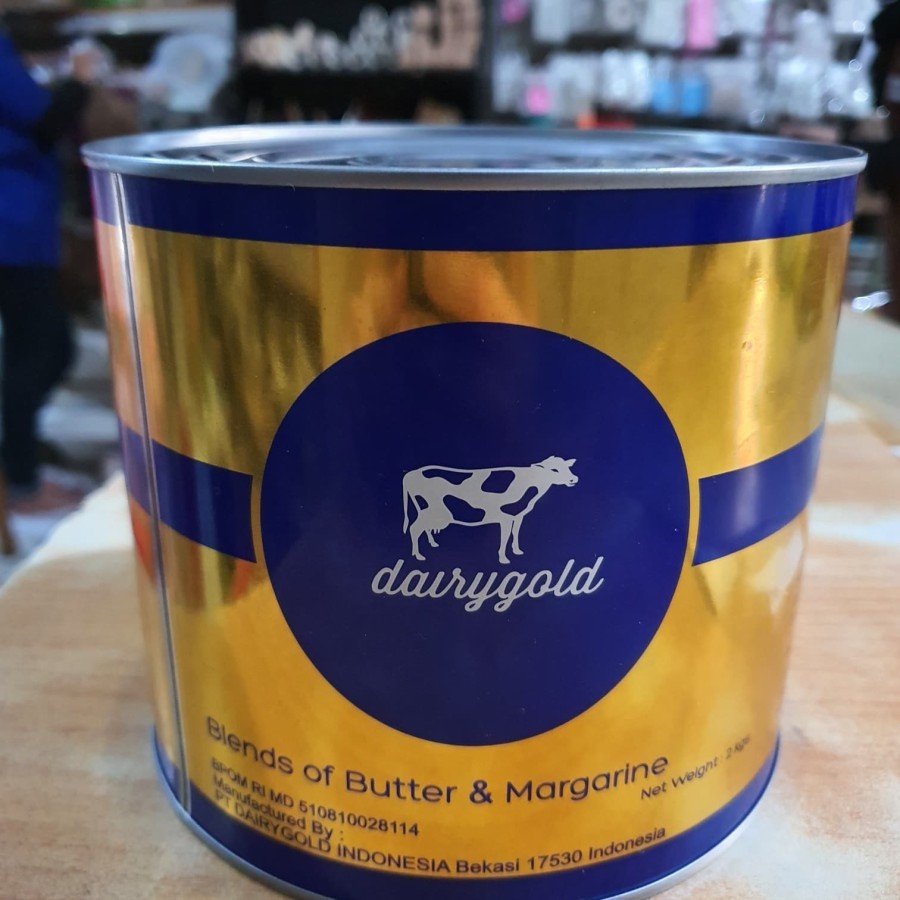 dairygold
Blends of Butter & Margarine
Net Weight : 2 Kgs
BPOM RI MD 510810028114
Manufactured By :
PT DAIRYGOLD INDONESIA Bekasi 17530 Indonesia